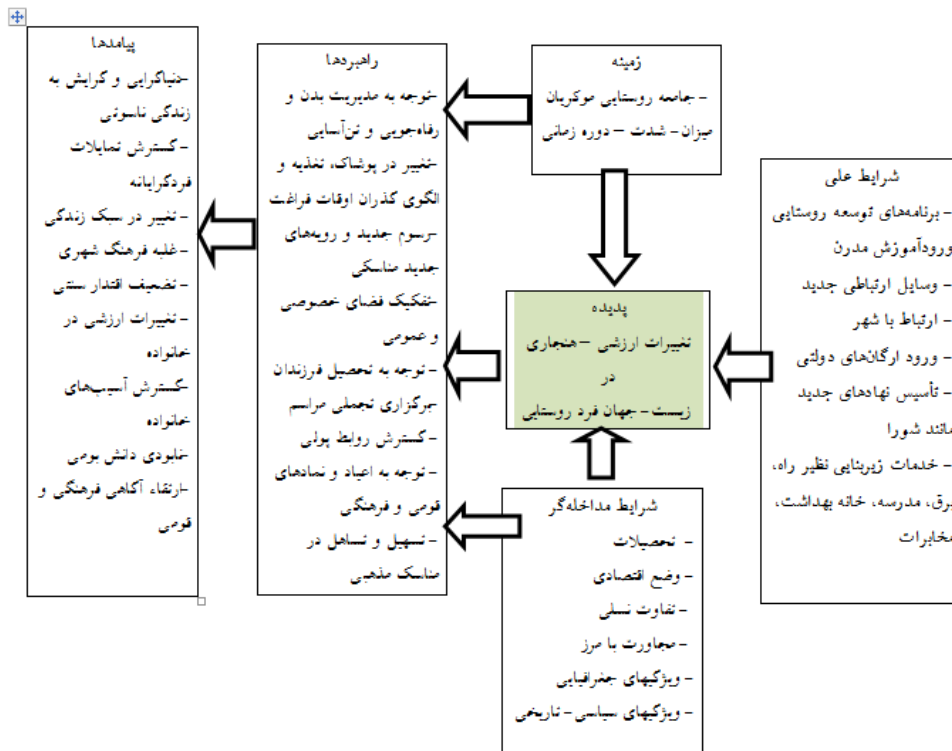 شرایط علی
- برنامه‌های توسعه روستایی
ورودآموزش مدرن
- وسایل ارتباطی جدید
- ارتباط با شهر
- ورود ارگان‌های دولتی
- تأسیس نهادهای جدید
مانند شورا
- خدمات زیربنایی نظیر راه،
برق، مدرسه، خانه بهداشت،
مخابرات
زمینه
- جامعه روستایی موکریان
میزان - شدت – دوره زمانی
پدیده
تغییرات ارزشی – هنجاری
در
زیست - جهان فرد روستایی
شرایط مداخله‌گر
- تحصیلات
- وضع اقتصادی
- تفاوت نسلی
- مجاورت با مرز
- ویژگیهای جغرافیایی
- ویژگیهای سیاسی - تاریخی
راهبردها
-توجه به مدیریت بدن و
رفاه‌جویی و تن‌آسایی
-تغییر در پوشاک، تغذیه و
الگوی گذران اوقات فراغت
-رسوم جدید و رویه‌های
جدید مناسکی
-تفکیک فضای خصوصی
و عمومی
- توجه به تحصیل فرزندان
-برگزاری تجملی مراسم
- گسترش روابط پولی
- توجه به اعیاد و نمادهای
قومی و فرهنگی
- تسهیل و تساهل در
مناسک مذهبی
پیامدها
-دنیاگرایی و گرایش به
زندگی ناسوتی
- گسترش تمایلات
فردگرایانه
- تغییر در سبک زندگی
- غلبه فرهنگ شهری
- تضعیف اقتدار سنتی
- تغییرات ارزشی در
خانواده
-گسترش آسیب‌های
خانواده
-نابودی دانش بومی
-ارتقاء آگاهی فرهنگی و
قومی